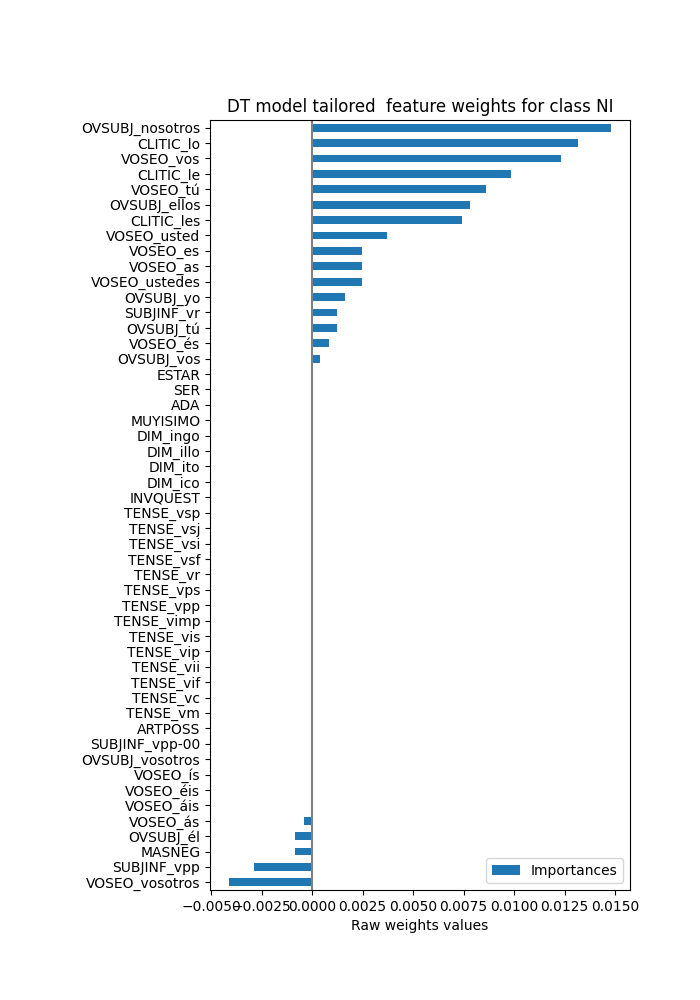 DT model tailored  feature weights for class NI
OVSUBJ_nosotros
CLITIC_lo
VOSEO_vos
CLITIC_le
VOSEO_tú
OVSUBJ_ellos
CLITIC_les
VOSEO_usted
VOSEO_es
VOSEO_as
VOSEO_ustedes
OVSUBJ_yo
SUBJINF_vr
OVSUBJ_tú
VOSEO_és
OVSUBJ_vos
ESTAR
SER
ADA
MUYISIMO
DIM_ingo
DIM_illo
DIM_ito
DIM_ico
INVQUEST
TENSE_vsp
TENSE_vsj
TENSE_vsi
TENSE_vsf
TENSE_vr
TENSE_vps
TENSE_vpp
TENSE_vimp
TENSE_vis
TENSE_vip
TENSE_vii
TENSE_vif
TENSE_vc
TENSE_vm
ARTPOSS
SUBJINF_vpp-00
OVSUBJ_vosotros
VOSEO_ís
VOSEO_éis
VOSEO_áis
VOSEO_ás
OVSUBJ_él
MASNEG
SUBJINF_vpp
VOSEO_vosotros
Importances
−0.0050 −0.0025 0.0000 0.0025 0.0050 0.0075 0.0100 0.0125 0.0150
Raw weights values